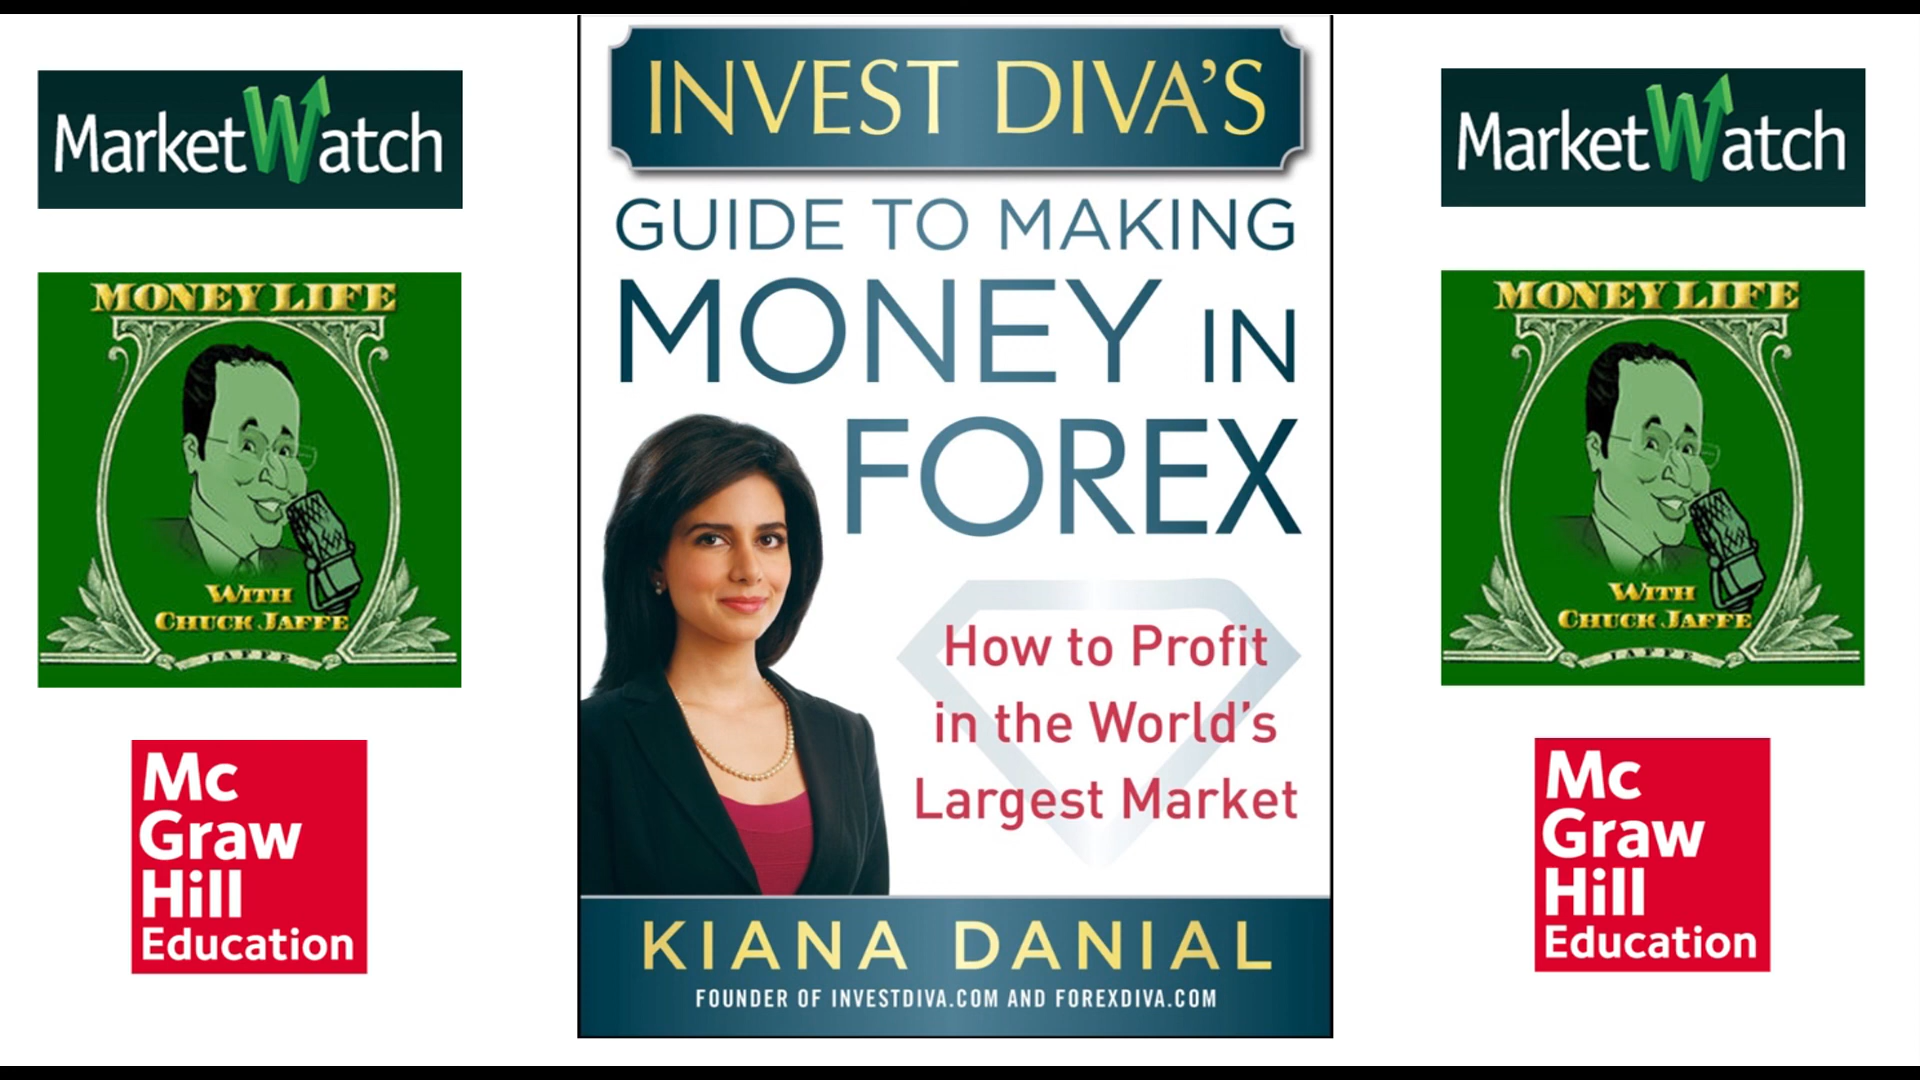 MarketWatch
MONEY LIFE
WITH
CHUCK JAFFE
JAFFE
Mc
Graw
Hill
Education
INVEST DIVA'S
GUIDE TO MAKING
MONEY IN
FOREX
How to Profit
in the World's
Largest Market
KIANA DANIAL
FOUNDER OF INVESTDIVA.COM AND FOREXDIVA.COM
MarketWatch
MONEY LIFE
WITH
CHUCK JAFFE
JAFFE
Mc
Graw
Hill
Education